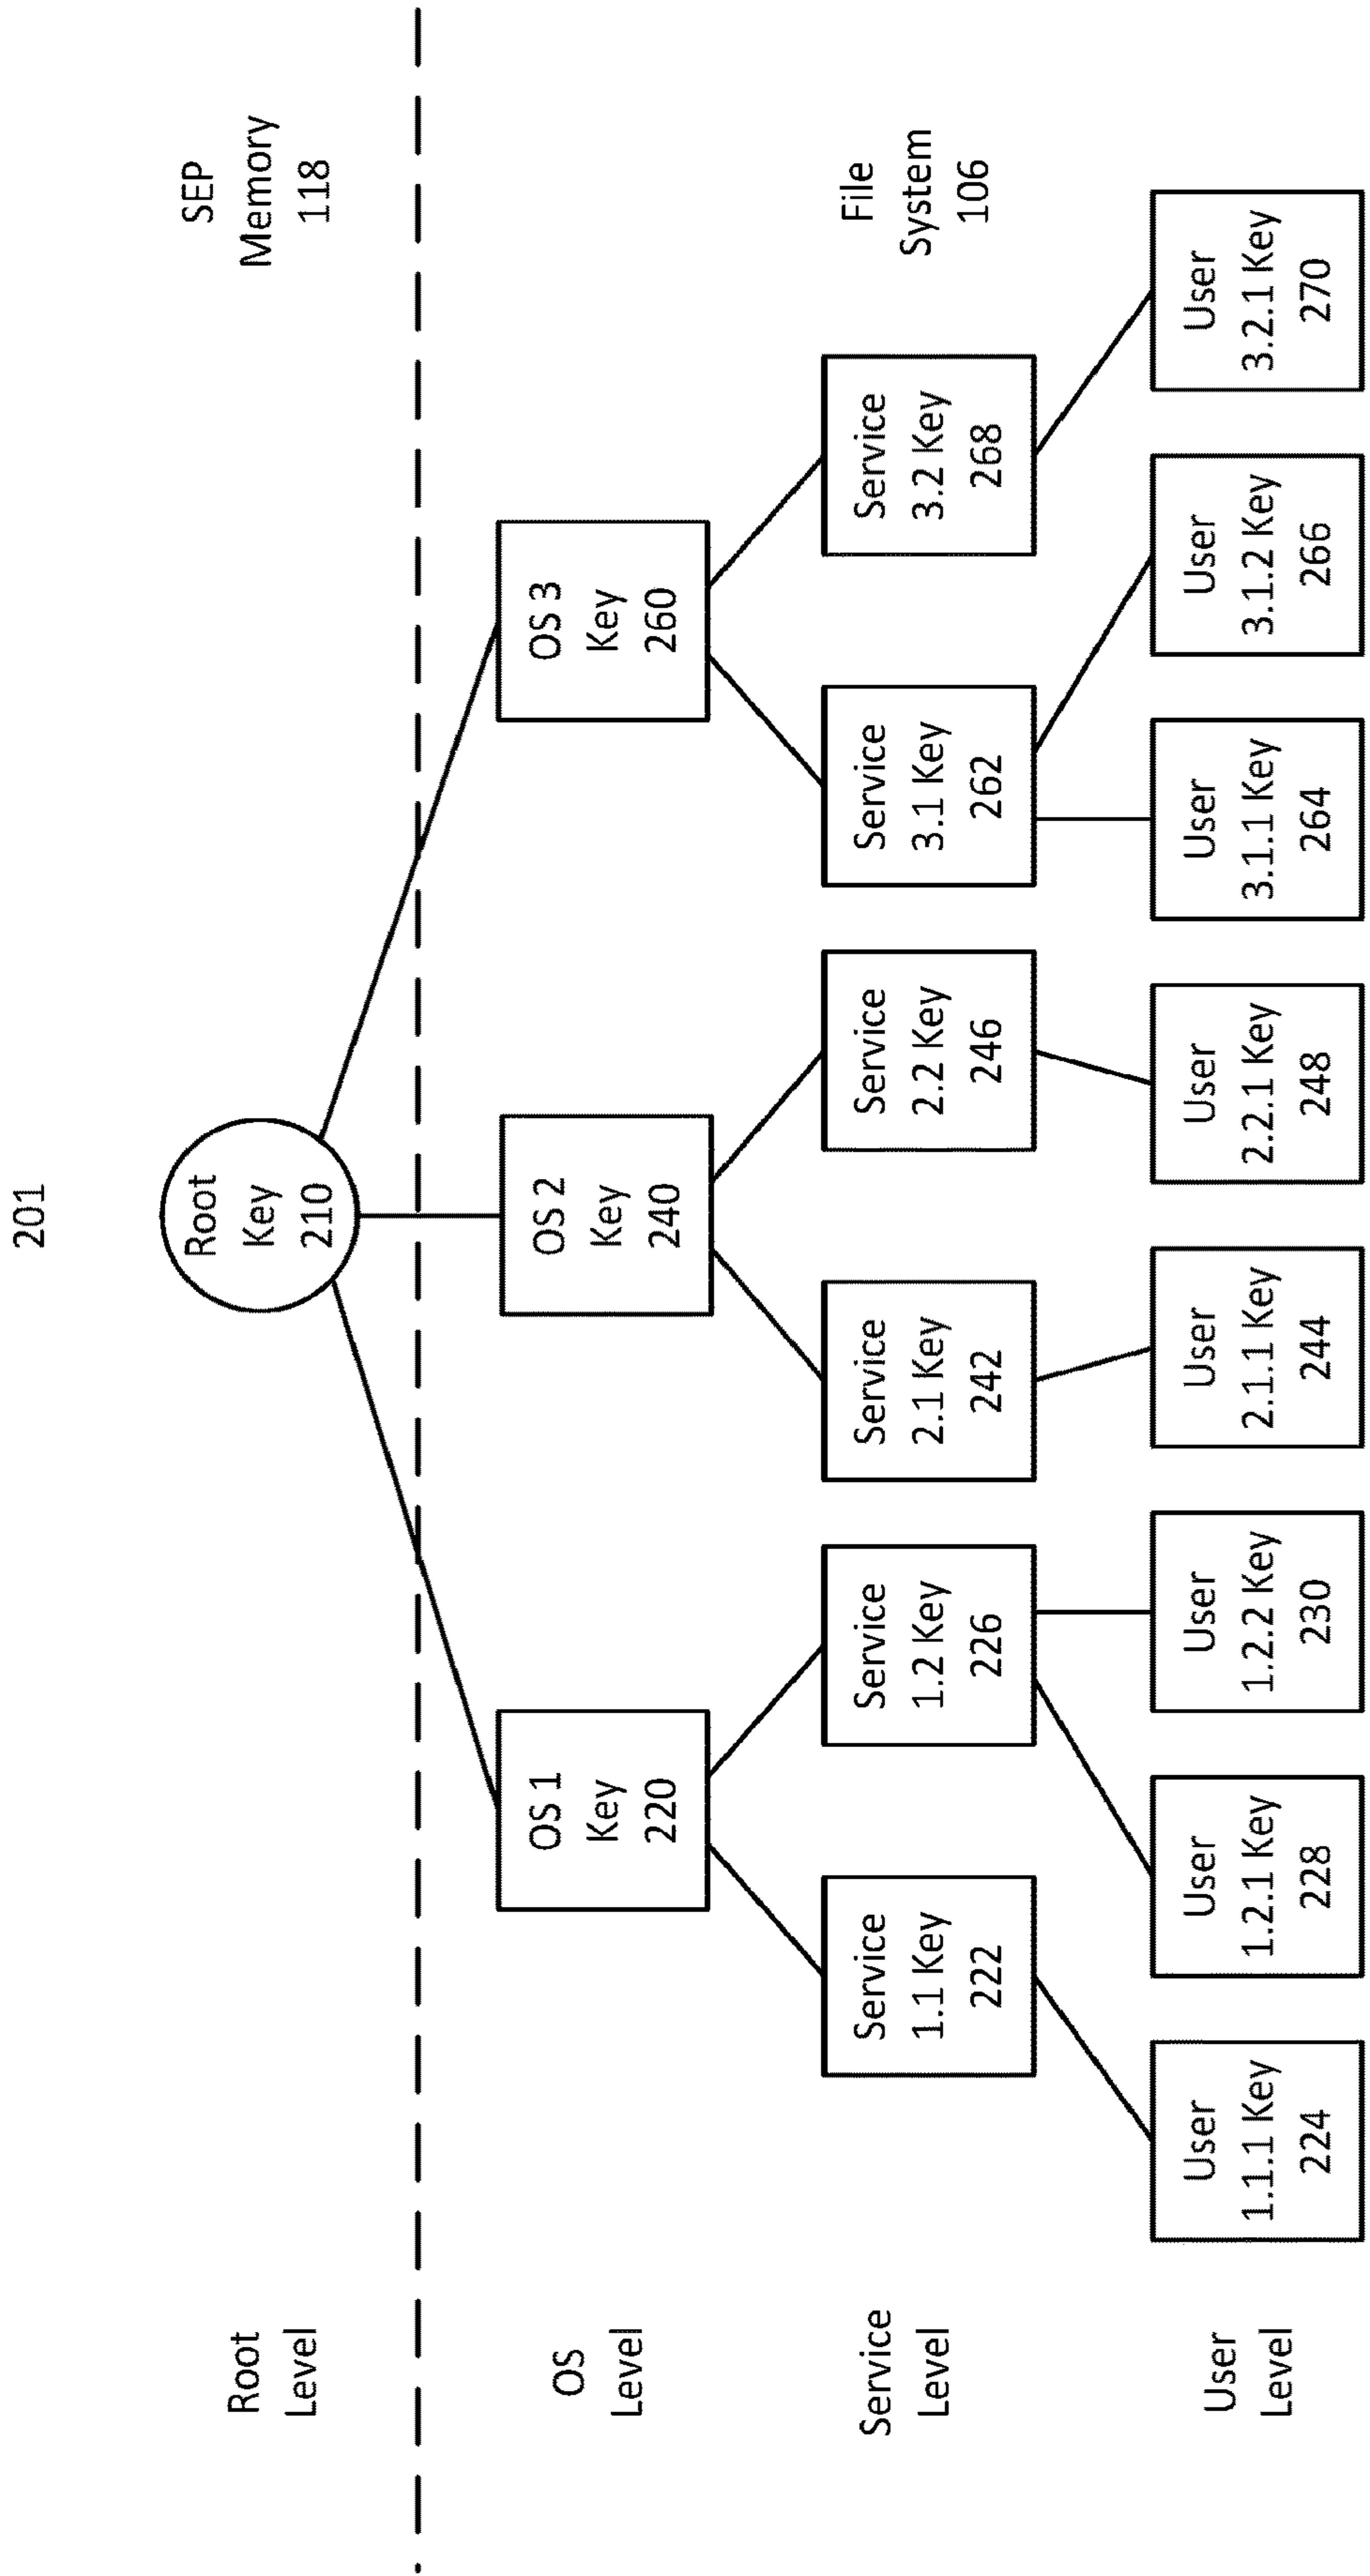 201
Root
Level
Root
Key
210
SEP
Memory
118
OS
Level
OS 1
Key
220
OS 2
Key
240
OS 3
Key
260
File
System
106
Service
Level
Service
1.1 Key
222
Service
1.2 Key
226
Service
2.1 Key
242
Service
2.2 Key
246
Service
3.1 Key
262
Service
3.2 Key
268
User
Level
User
1.1.1 Key
224
User
1.2.1 Key
228
User
1.2.2 Key
230
User
2.1.1 Key
244
User
2.2.1 Key
248
User
3.1.1 Key
264
User
3.1.2 Key
266
User
3.2.1 Key
270